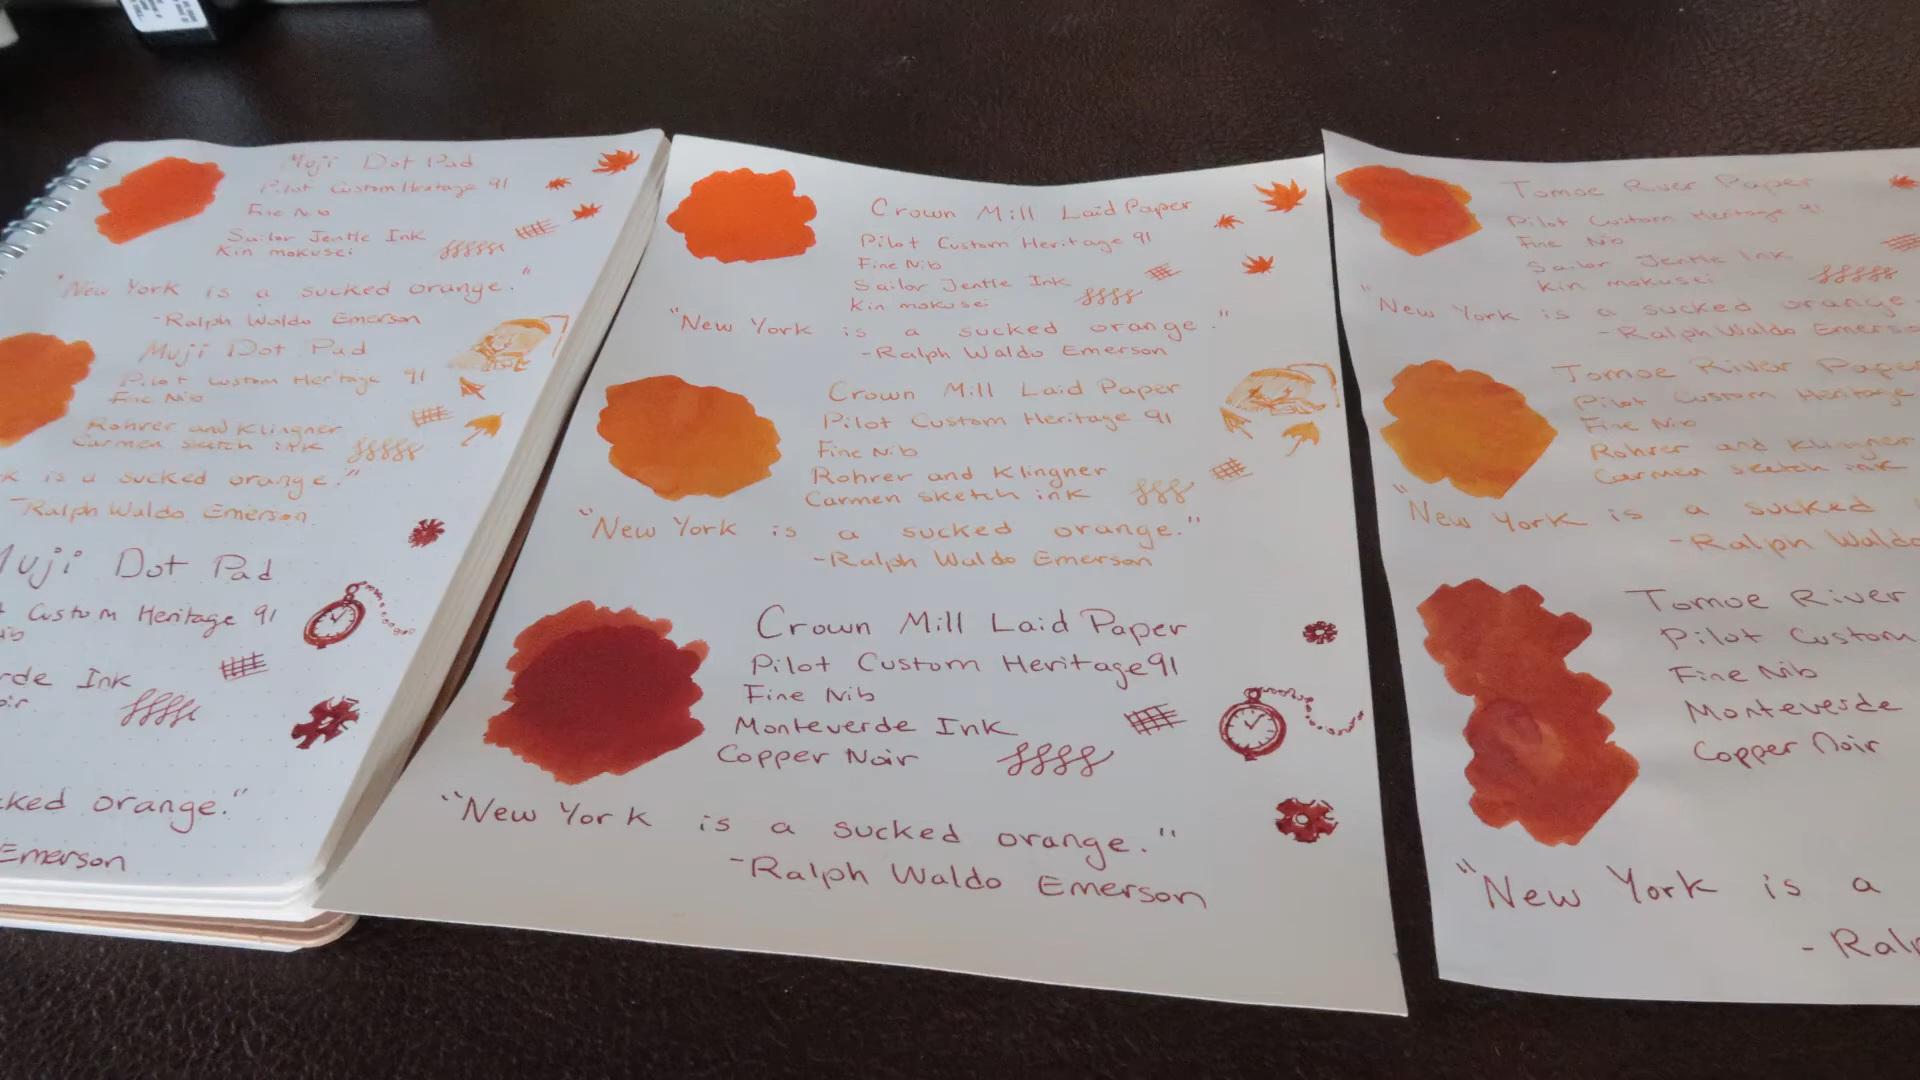 Muji Dot Pad
Pilot Custom Heritage 91
Fine Nib
Sailor Jentle Ink
Kin mokusei
"New York is a sucked orange."
-Ralph Waldo Emerson
Muji Dot Pad
Pilot Custom Heritage 91
Fine Nib
Rohrer and Klingner
Carmen sketch ink
is a sucked orange."
-Ralph Waldo Emerson
Muji Dot Pad
Custom Heritage 91
Ink
orange."
Emerson
Crown Mill Laid Paper
Pilot Custom Heritage 91
Fine Nib
Sailor Jentle Ink
Kin mokusei
"New York is a sucked orange."
-Ralph Waldo Emerson
Crown Mill Laid Paper
Pilot Custom Heritage 91
Fine Nib
Rohrer and Klingner
Carmen sketch ink
"New York is a sucked orange."
-Ralph Waldo Emerson
Crown Mill Laid Paper
Pilot Custom Heritage 91
Fine Nib
Monteverde Ink
Copper Noir
"New York is a sucked orange."
-Ralph Waldo Emerson
Tomoe River Paper
Pilot Custom Heritage 91
Fine Nib
Sailor Jentle Ink
Kin mokusei
"New York is a sucked orange.
-Ralph Waldo Emerson
Tomoe River Paper
Pilot Custom Heritage
Fine Nib
Rohrer and Klingner
Carmen sketch ink
"New York is a sucked
-Ralph Waldo
Tomoe River
Pilot Custom
Fine Nib
Monteverde
Copper Noir
"New York is a
-